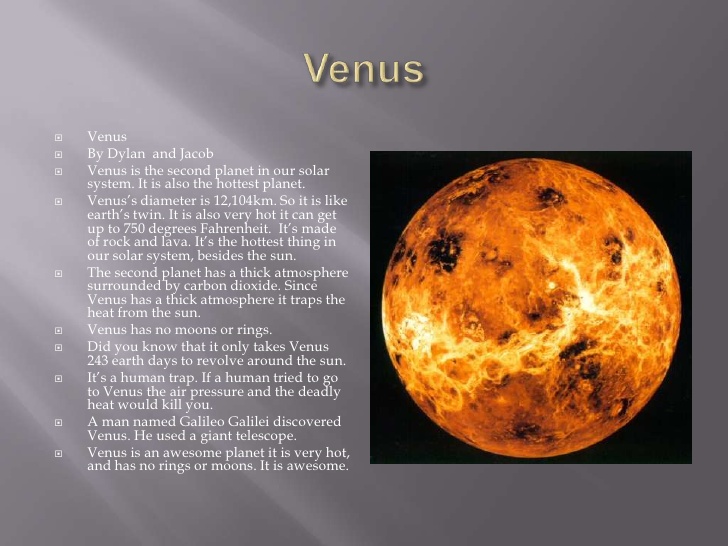 Venus
Venus
By Dylan  and Jacob
Venus is the second planet in our solar
system. It is also the hottest planet.
Venus's diameter is 12,104km. So it is like
earth's twin. It is also very hot it can get
up to 750 degrees Fahrenheit.  It's made
of rock and lava. It's the hottest thing in
our solar system, besides the sun.
The second planet has a thick atmosphere
surrounded by carbon dioxide. Since
Venus has a thick atmosphere it traps the
heat from the sun.
Venus has no moons or rings.
Did you know that it only takes Venus
243 earth days to revolve around the sun.
It's a human trap. If a human tried to go
to Venus the air pressure and the deadly
heat would kill you.
A man named Galileo Galilei discovered
Venus. He used a giant telescope.
Venus is an awesome planet it is very hot,
and has no rings or moons. It is awesome.